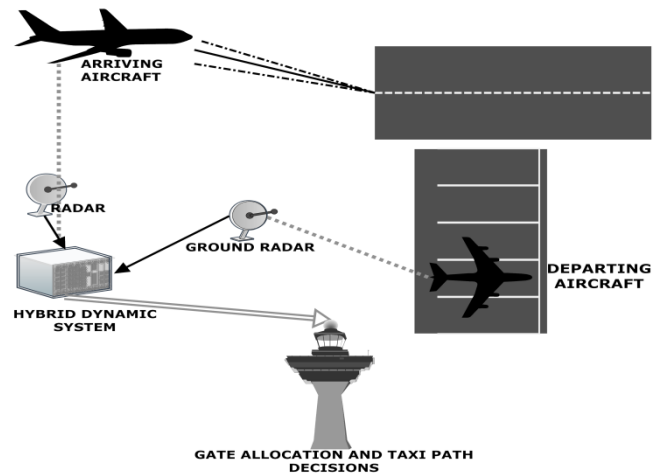 ARRIVING
AIRCRAFT
RADAR
GROUND RADAR
DEPARTING
AIRCRAFT
HYBRID DYNAMIC
SYSTEM
GATE ALLOCATION AND TAXI PATH
DECISIONS